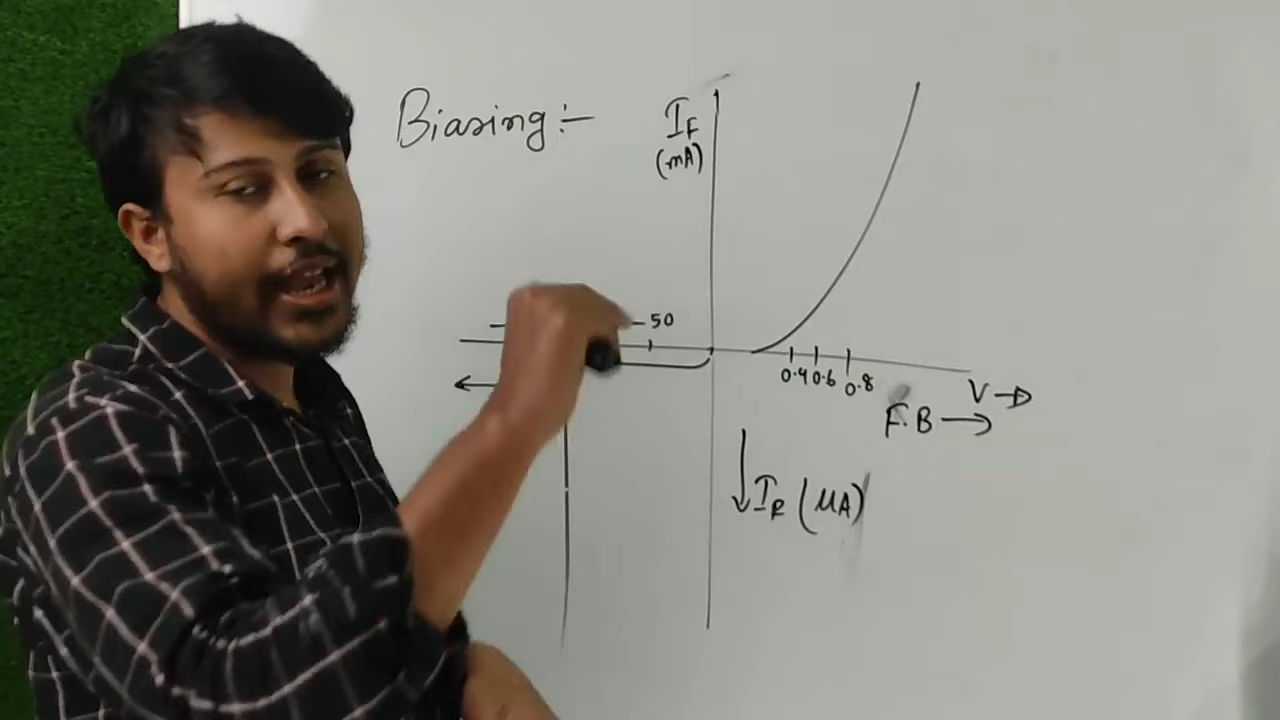 Biasing :-
I_F
(mA)
-50
0.4 0.6 0.8
V →
F.B →
↓ I_R (μA)